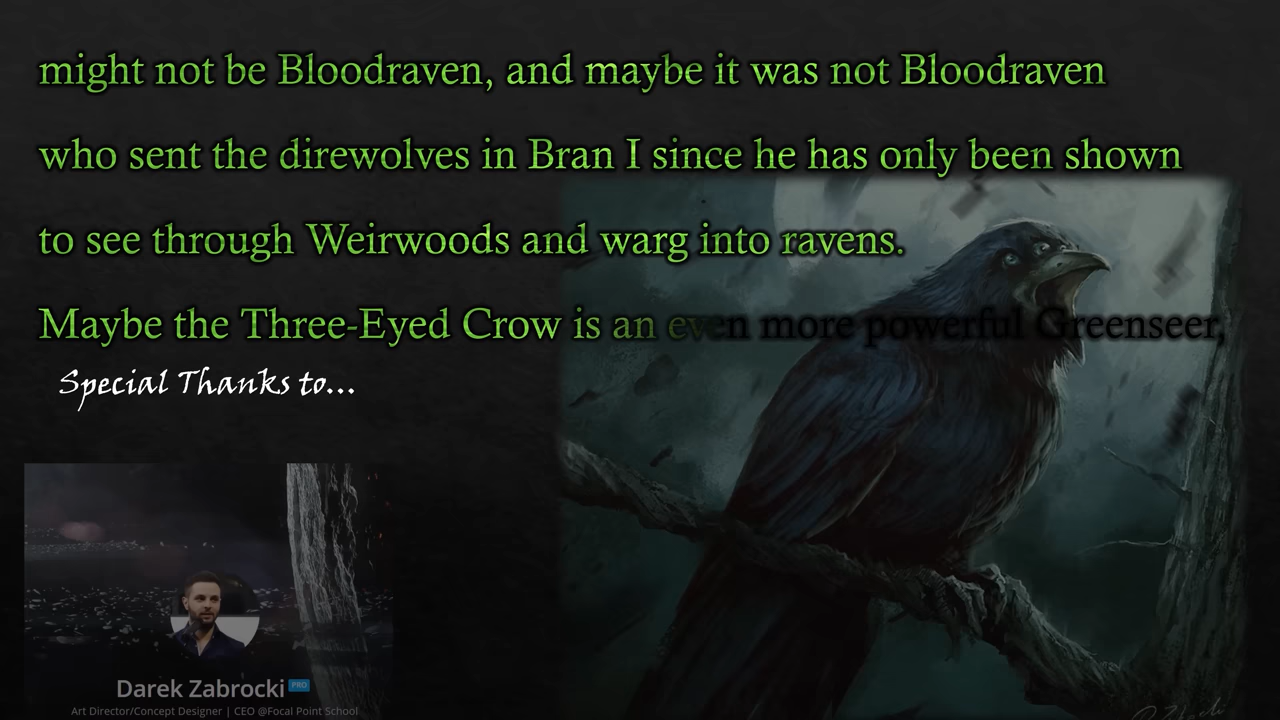 might not be Bloodraven, and maybe it was not Bloodraven
who sent the direwolves in Bran I since he has only been shown
to see through Weirwoods and warg into ravens.
Maybe the Three-Eyed Crow is an even more powerful Greenseer,
Special Thanks to...
Darek Zabrocki PRO
Art Director/Concept Designer | CEO @Focal Point School